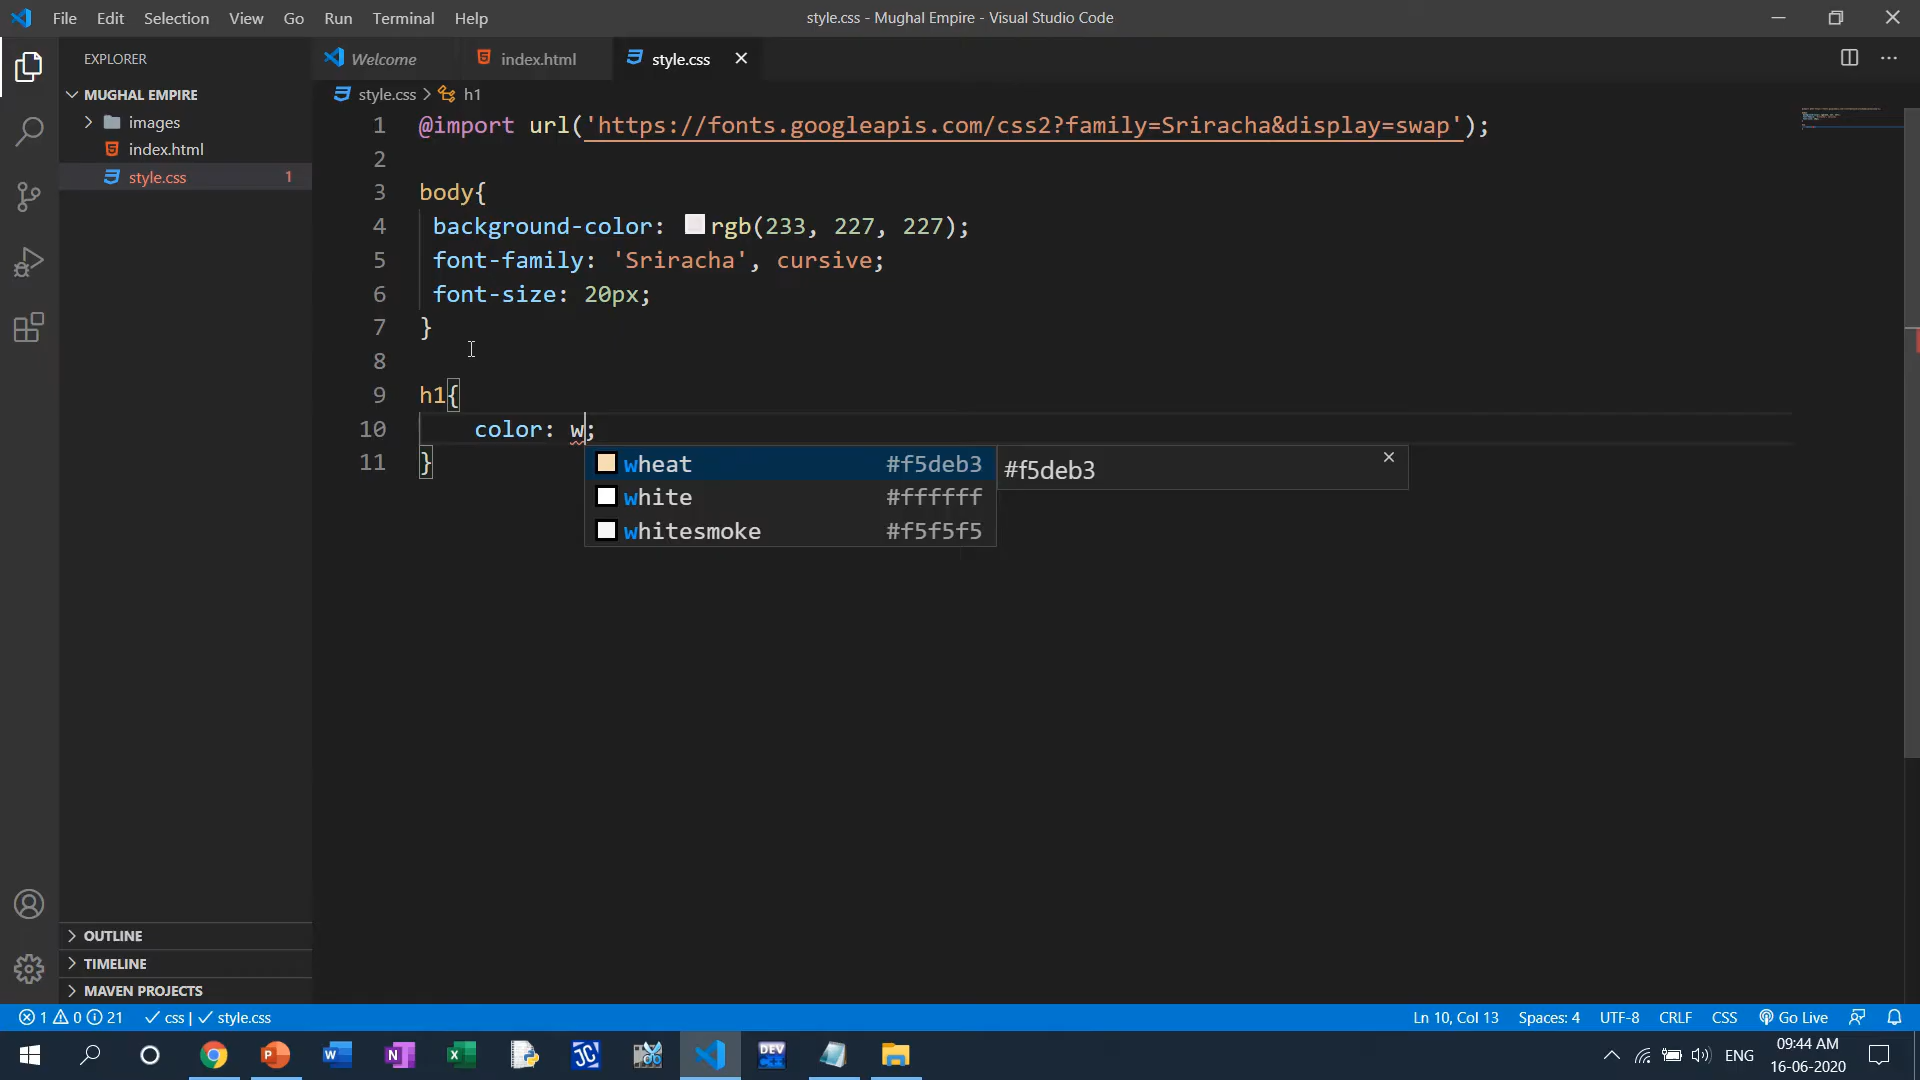 File Edit Selection View Go Run Terminal Help
style.css - Mughal Empire - Visual Studio Code
EXPLORER
Welcome
index.html
style.css
MUGHAL EMPIRE
images
index.html
style.css 1
style.css > h1
1 @import url('https://fonts.googleapis.com/css2?family=Sriracha&display=swap');
2
3 body{
4 background-color: rgb(233, 227, 227);
5 font-family: 'Sriracha', cursive;
6 font-size: 20px;
7 }
8
9 h1{
10 color: w;
11 }
wheat #f5deb3
#f5deb3
white #ffffff
whitesmoke #f5f5f5
OUTLINE
TIMELINE
MAVEN PROJECTS
1 0 21 css | style.css
Ln 10, Col 13 Spaces: 4 UTF-8 CRLF CSS Go Live
DEV
ENG
09:44 AM
16-06-2020